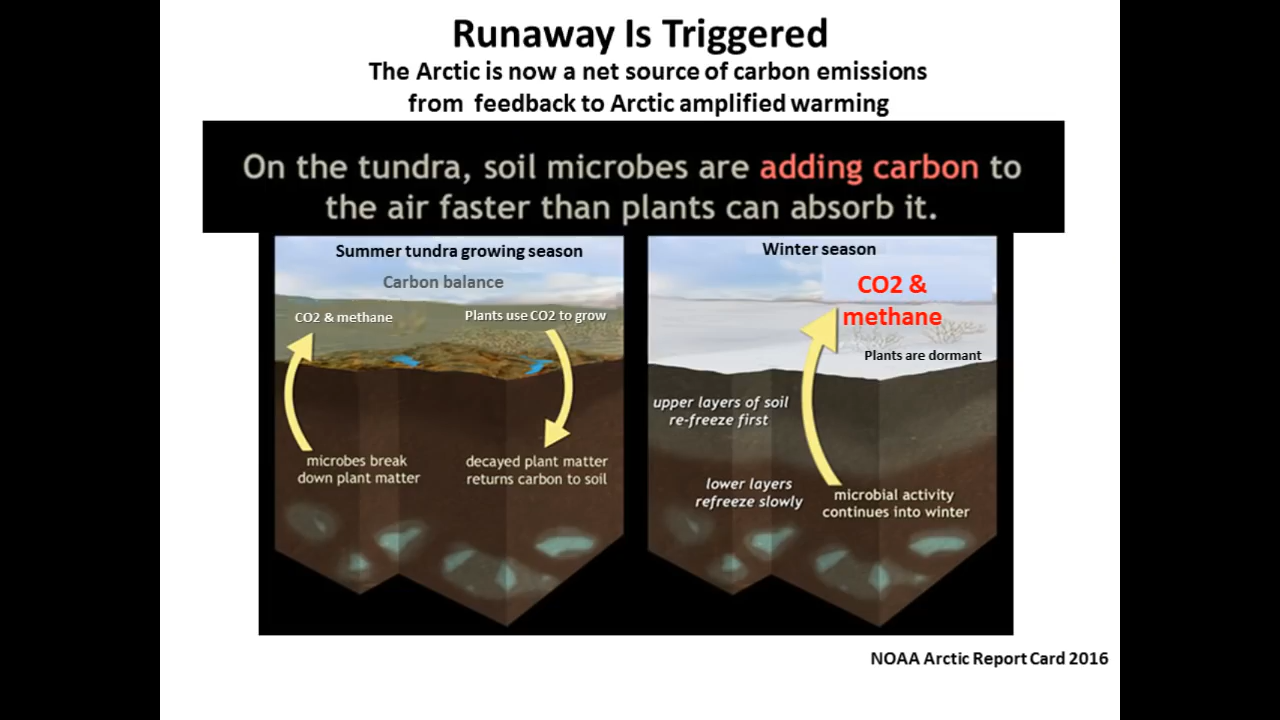 Runaway Is Triggered
The Arctic is now a net source of carbon emissions
from feedback to Arctic amplified warming
On the tundra, soil microbes are adding carbon to
the air faster than plants can absorb it.
Summer tundra growing season
Carbon balance
CO2 & methane
Plants use CO2 to grow
microbes break
down plant matter
decayed plant matter
returns carbon to soil
Winter season
CO2 &
methane
Plants are dormant
upper layers of soil
re-freeze first
lower layers
refreeze slowly
microbial activity
continues into winter
NOAA Arctic Report Card 2016